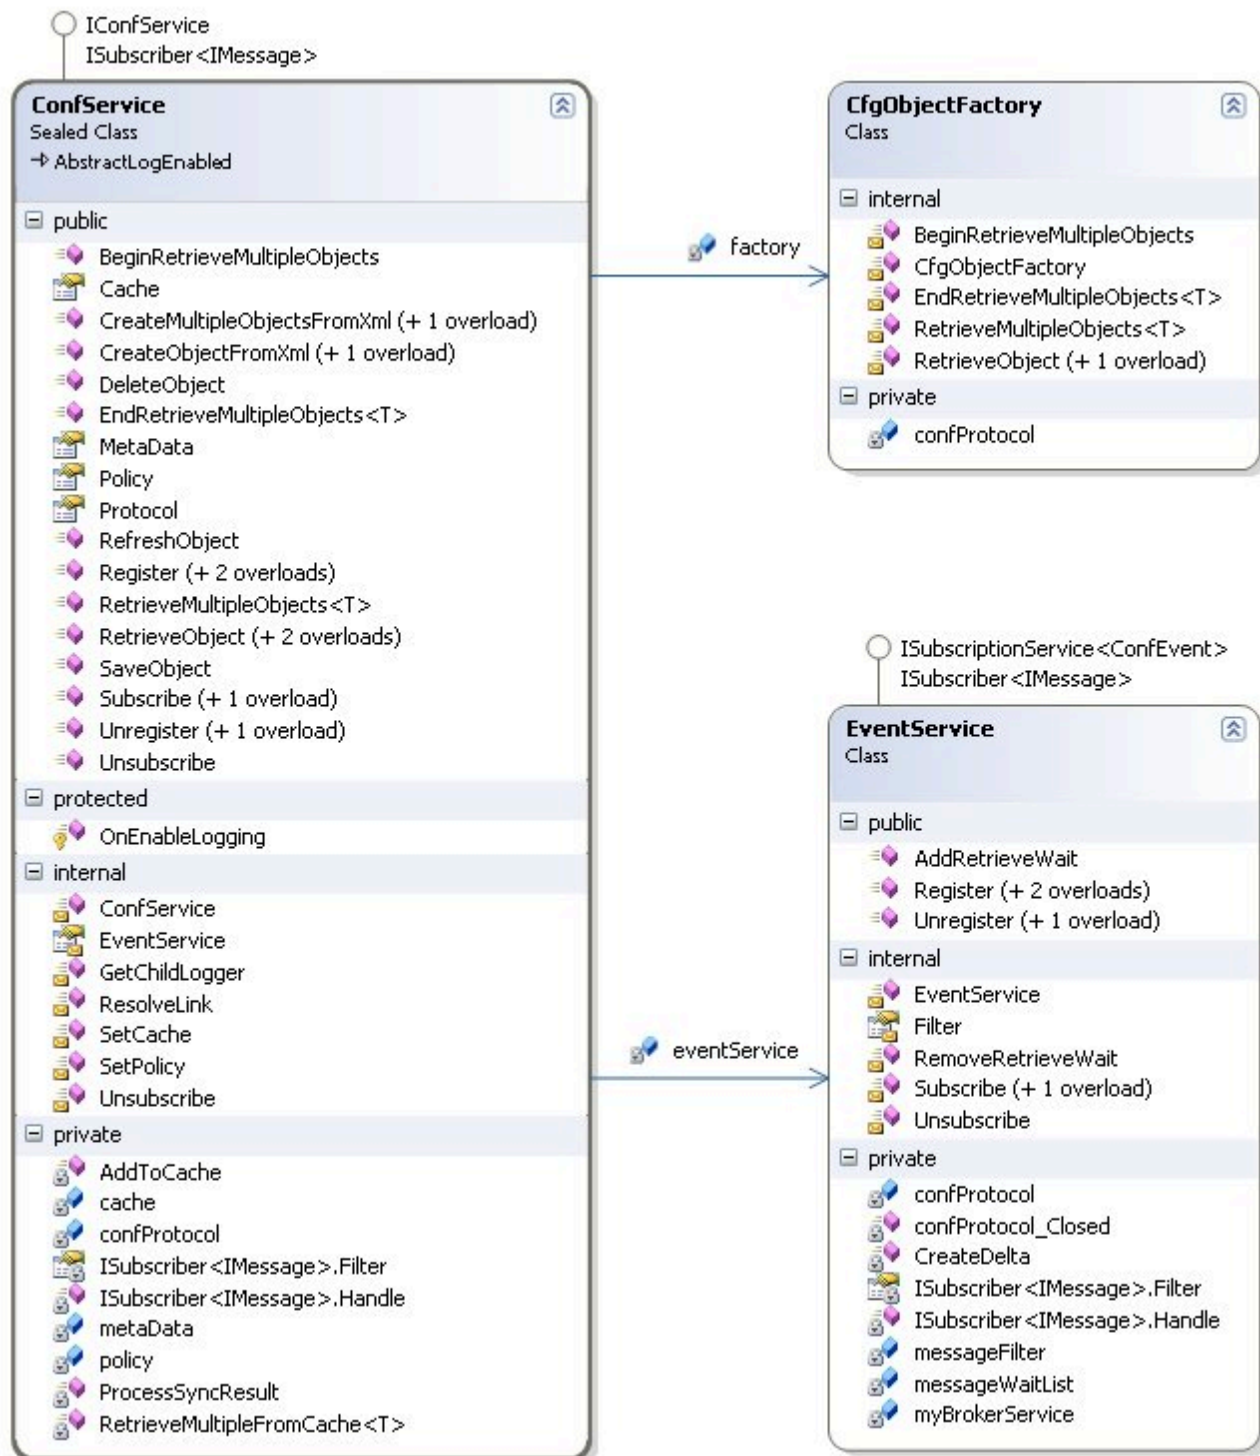 IConfService
ISubscriber<IMessage>
ConfService
Sealed Class
AbstractLogEnabled
public
BeginRetrieveMultipleObjects
Cache
CreateMultipleObjectsFromXml (+ 1 overload)
CreateObjectFromXml (+ 1 overload)
DeleteObject
EndRetrieveMultipleObjects<T>
MetaData
Policy
Protocol
RefreshObject
Register (+ 2 overloads)
RetrieveMultipleObjects<T>
RetrieveObject (+ 2 overloads)
SaveObject
Subscribe (+ 1 overload)
Unregister (+ 1 overload)
Unsubscribe
protected
OnEnableLogging
internal
ConfService
EventService
GetChildLogger
ResolveLink
SetCache
SetPolicy
Unsubscribe
private
AddToCache
cache
confProtocol
ISubscriber<IMessage>.Filter
ISubscriber<IMessage>.Handle
metaData
policy
ProcessSyncResult
RetrieveMultipleFromCache<T>
factory
CfgObjectFactory
Class
internal
BeginRetrieveMultipleObjects
CfgObjectFactory
EndRetrieveMultipleObjects<T>
RetrieveMultipleObjects<T>
RetrieveObject (+ 1 overload)
private
confProtocol
eventService
ISubscriptionService<ConfEvent>
ISubscriber<IMessage>
EventService
Class
public
AddRetrieveWait
Register (+ 2 overloads)
Unregister (+ 1 overload)
internal
EventService
Filter
RemoveRetrieveWait
Subscribe (+ 1 overload)
Unsubscribe
private
confProtocol
confProtocol_Closed
CreateDelta
ISubscriber<IMessage>.Filter
ISubscriber<IMessage>.Handle
messageFilter
messageWaitList
myBrokerService